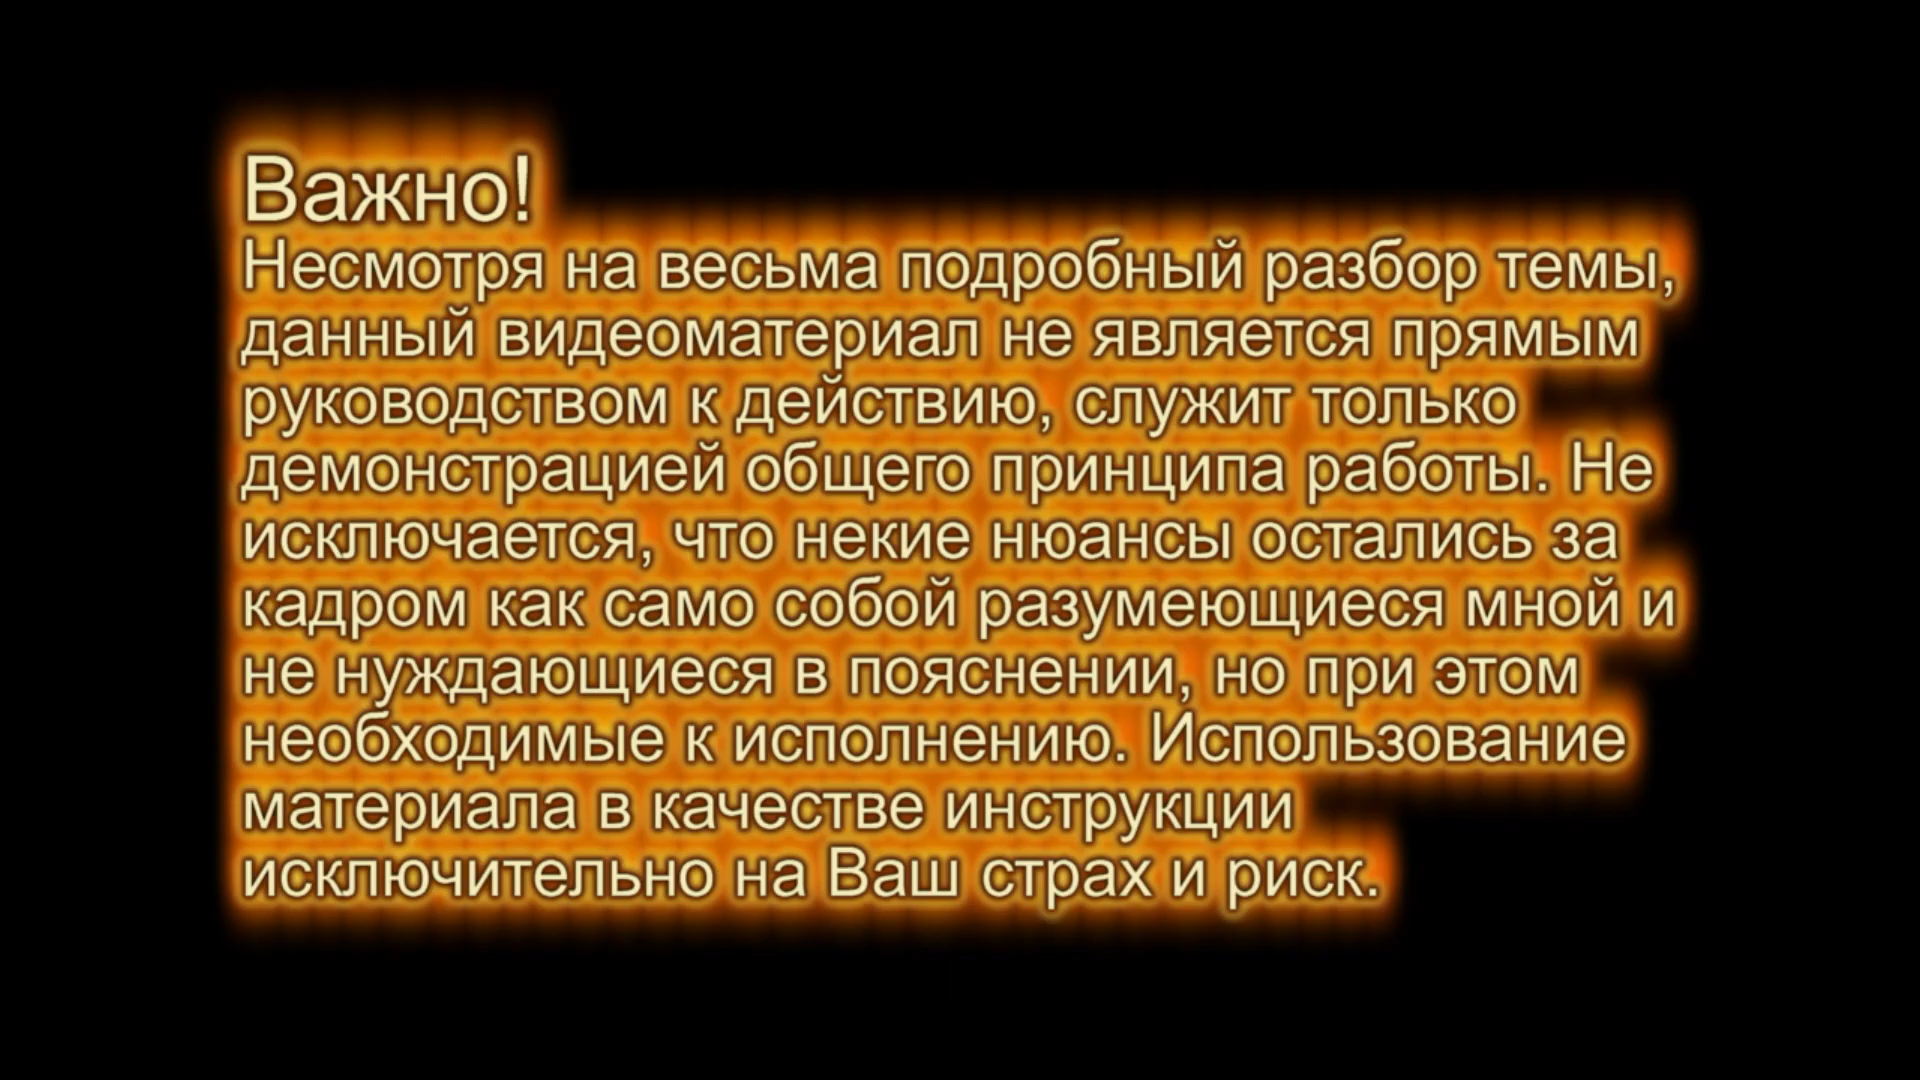 Важно!
Несмотря на весьма подробный разбор темы,
данный видеоматериал не является прямым
руководством к действию, служит только
демонстрацией общего принципа работы. Не
исключается, что некие нюансы остались за
кадром как само собой разумеющиеся мной и
не нуждающиеся в пояснении, но при этом
необходимые к исполнению. Использование
материала в качестве инструкции
исключительно на Ваш страх и риск.